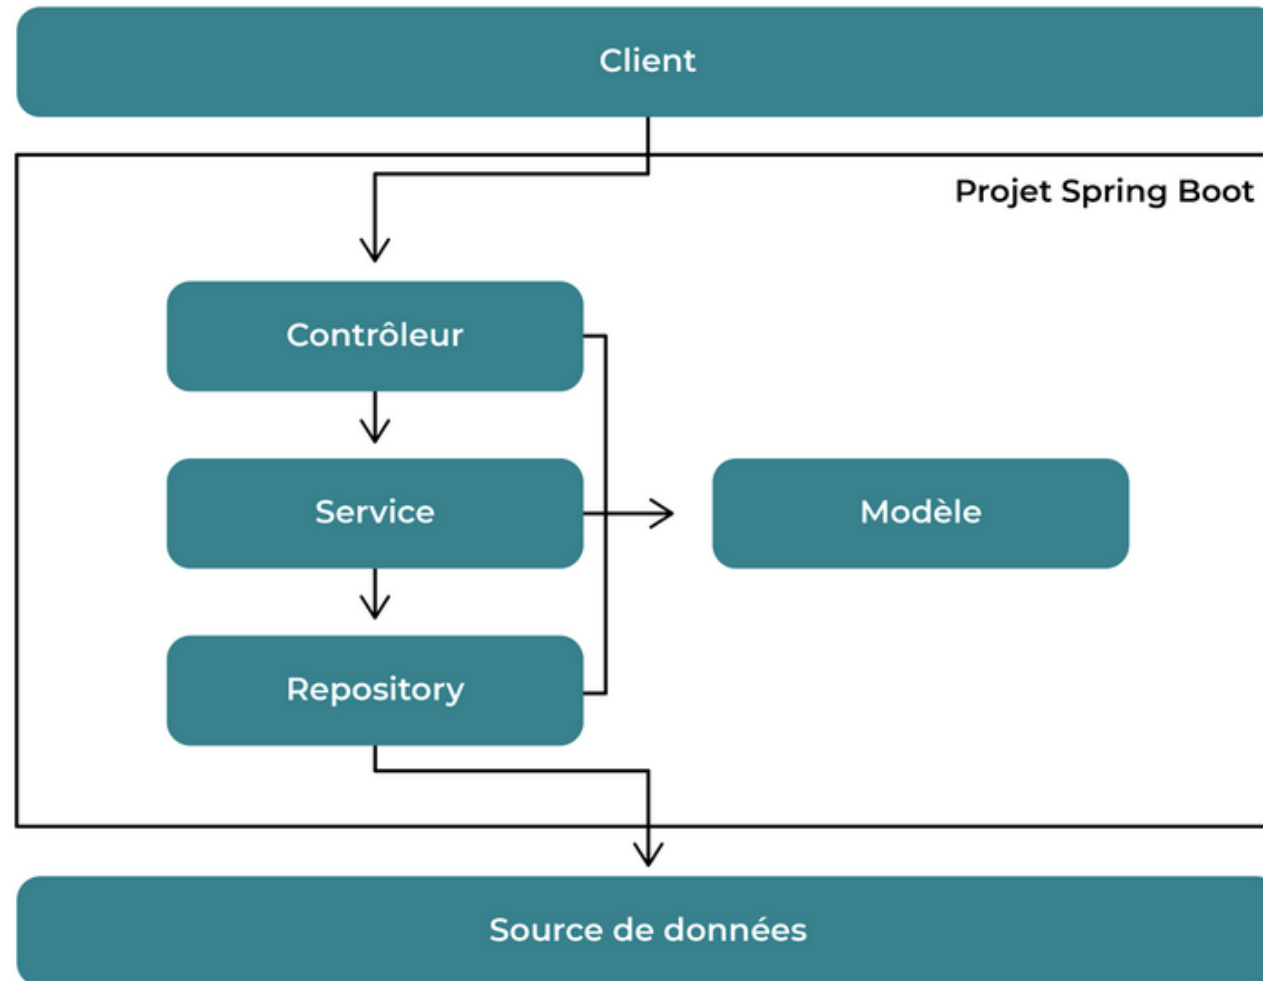 Client
Projet Spring Boot
Contrôleur
Service
Modèle
Repository
Source de données